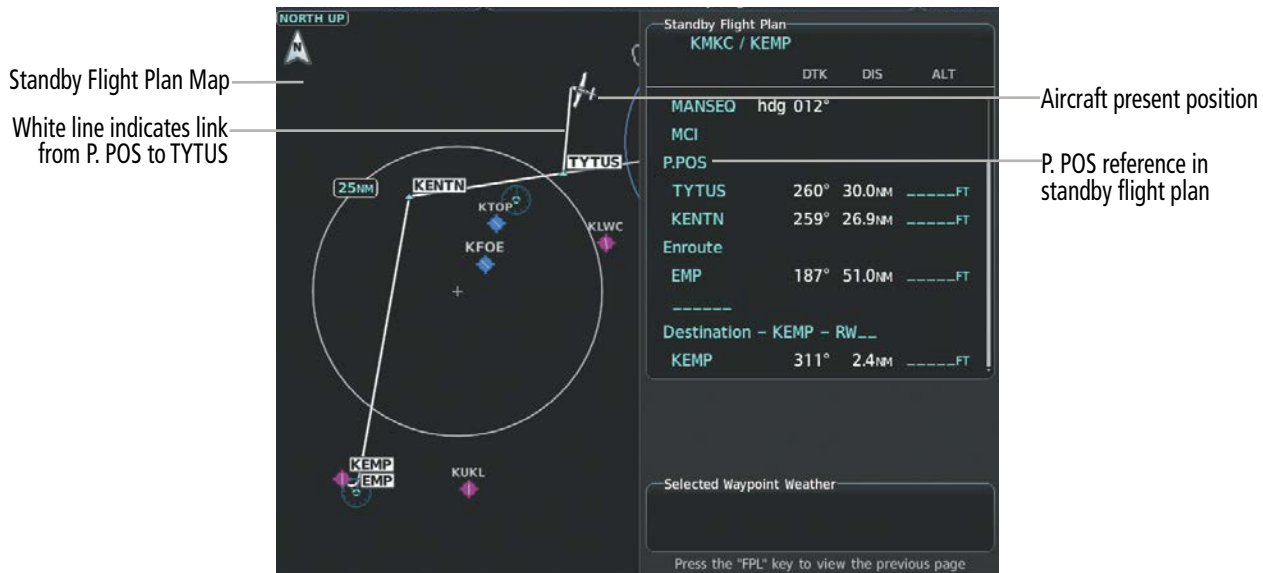 NORTH UP
N
Standby Flight Plan Map
White line indicates link
from P. POS to TYTUS
25NM
KENTN
TYTUS
KTOP
KLWC
KFOE
KEMP
EMP
KUKL
Standby Flight Plan
KMKC / KEMP
DTK DIS ALT
MANSEQ hdg 012°
MCI
P.POS
TYTUS 260° 30.0NM _____FT
KENTN 259° 26.9NM _____FT
Enroute
EMP 187° 51.0NM _____FT
______
Destination – KEMP – RW__
KEMP 311° 2.4NM _____FT
Selected Waypoint Weather
Press the "FPL" key to view the previous page
Aircraft present position
P. POS reference in
standby flight plan